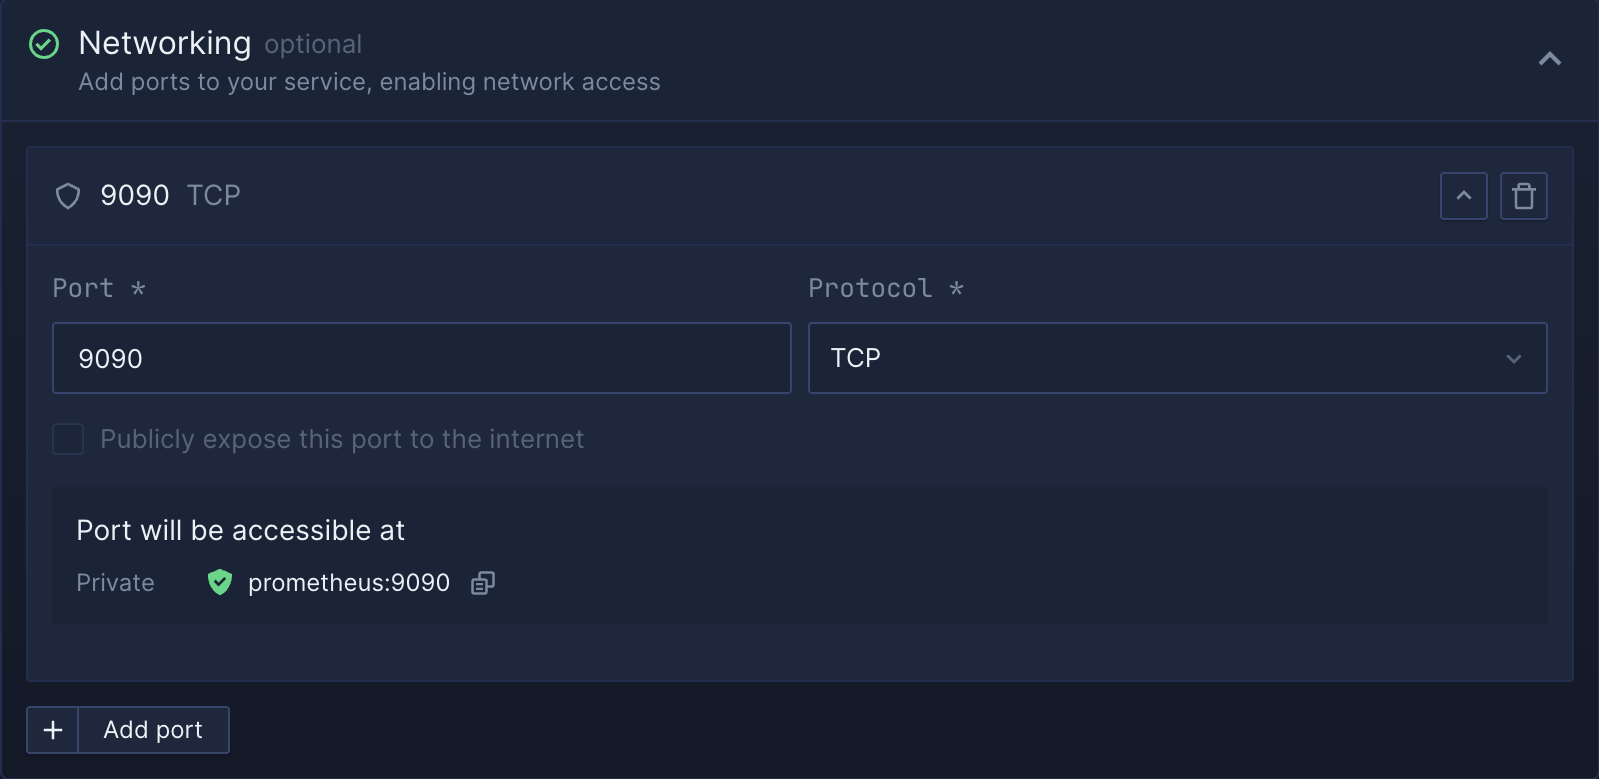 Networking optional
Add ports to your service, enabling network access
9090 TCP
Port * Protocol *
9090 TCP
Publicly expose this port to the internet
Port will be accessible at
Private prometheus:9090
Add port